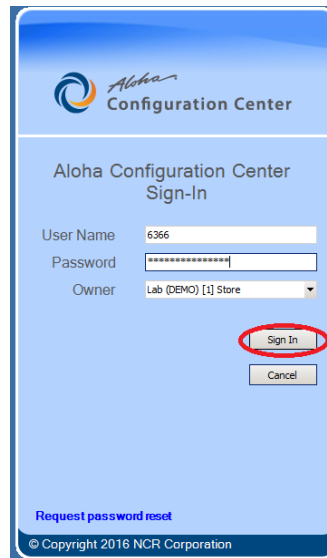 Aloha
Configuration Center
Aloha Configuration Center
Sign-In
User Name 6366
Password ***************
Owner Lab (DEMO) [1] Store
Sign In
Cancel
Request password reset
© Copyright 2016 NCR Corporation